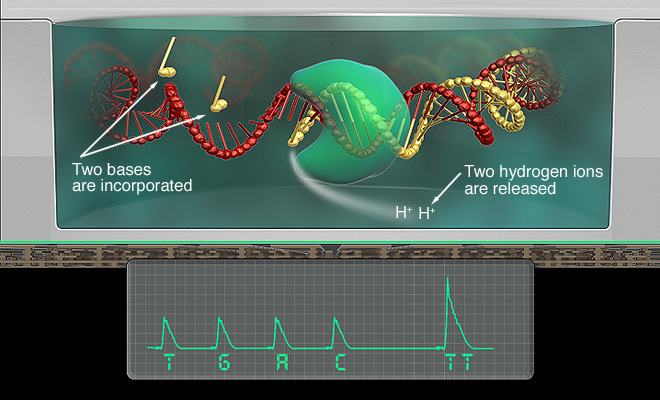 Two bases
are incorporated
Two hydrogen ions
are released
H⁺ H⁺
T G A C TT